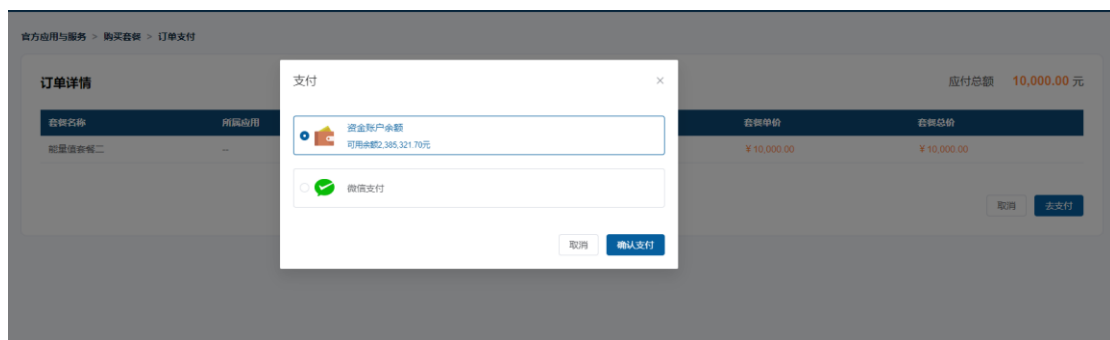 官方应用与服务 > 购买套餐 > 订单支付
订单详情
应付总额 10,000.00 元
支付 ×
套餐名称 所属应用 套餐单价 套餐总价
能量值套餐二 -- ¥10,000.00 ¥10,000.00
资金账户余额
可用余额2,385,321.70元
微信支付
取消 去支付
取消 确认支付